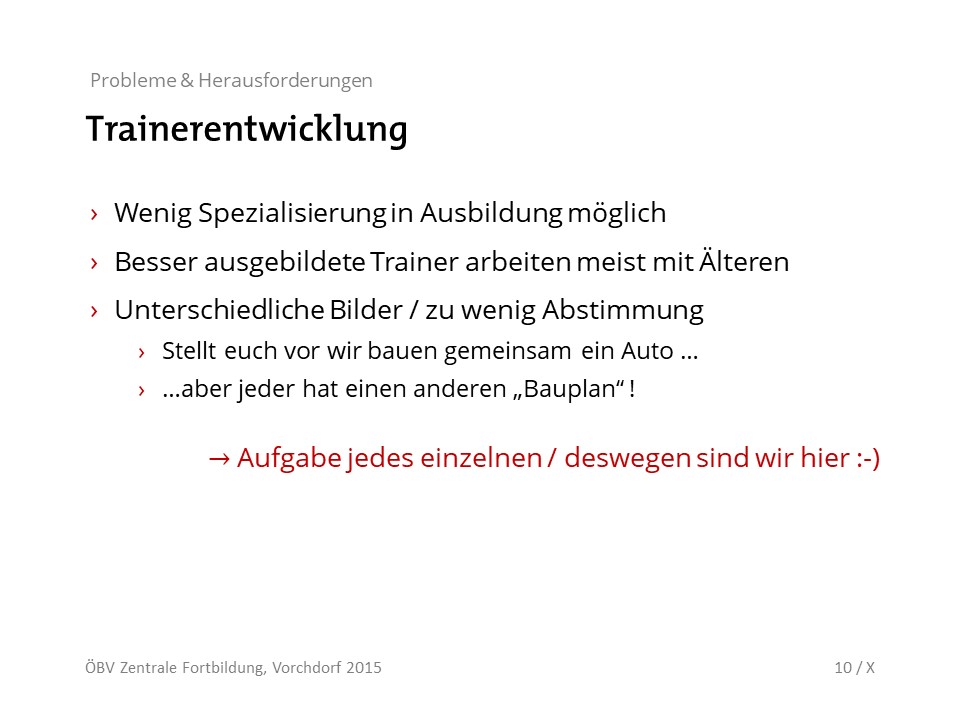 Probleme & Herausforderungen
Trainerentwicklung
› Wenig Spezialisierung in Ausbildung möglich
› Besser ausgebildete Trainer arbeiten meist mit Älteren
› Unterschiedliche Bilder / zu wenig Abstimmung
› Stellt euch vor wir bauen gemeinsam ein Auto …
› …aber jeder hat einen anderen „Bauplan“ !
→ Aufgabe jedes einzelnen / deswegen sind wir hier :-)
ÖBV Zentrale Fortbildung, Vorchdorf 2015
10 / X